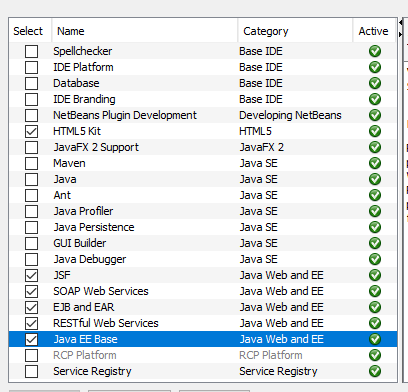 Select Name Category Active
Spellchecker Base IDE
IDE Platform Base IDE
Database Base IDE
IDE Branding Base IDE
NetBeans Plugin Development Developing NetBeans
HTML5 Kit HTML5
JavaFX 2 Support JavaFX 2
Maven Java SE
Java Java SE
Ant Java SE
Java Profiler Java SE
Java Persistence Java SE
GUI Builder Java SE
Java Debugger Java SE
JSF Java Web and EE
SOAP Web Services Java Web and EE
EJB and EAR Java Web and EE
RESTful Web Services Java Web and EE
Java EE Base Java Web and EE
RCP Platform RCP Platform
Service Registry Java Web and EE